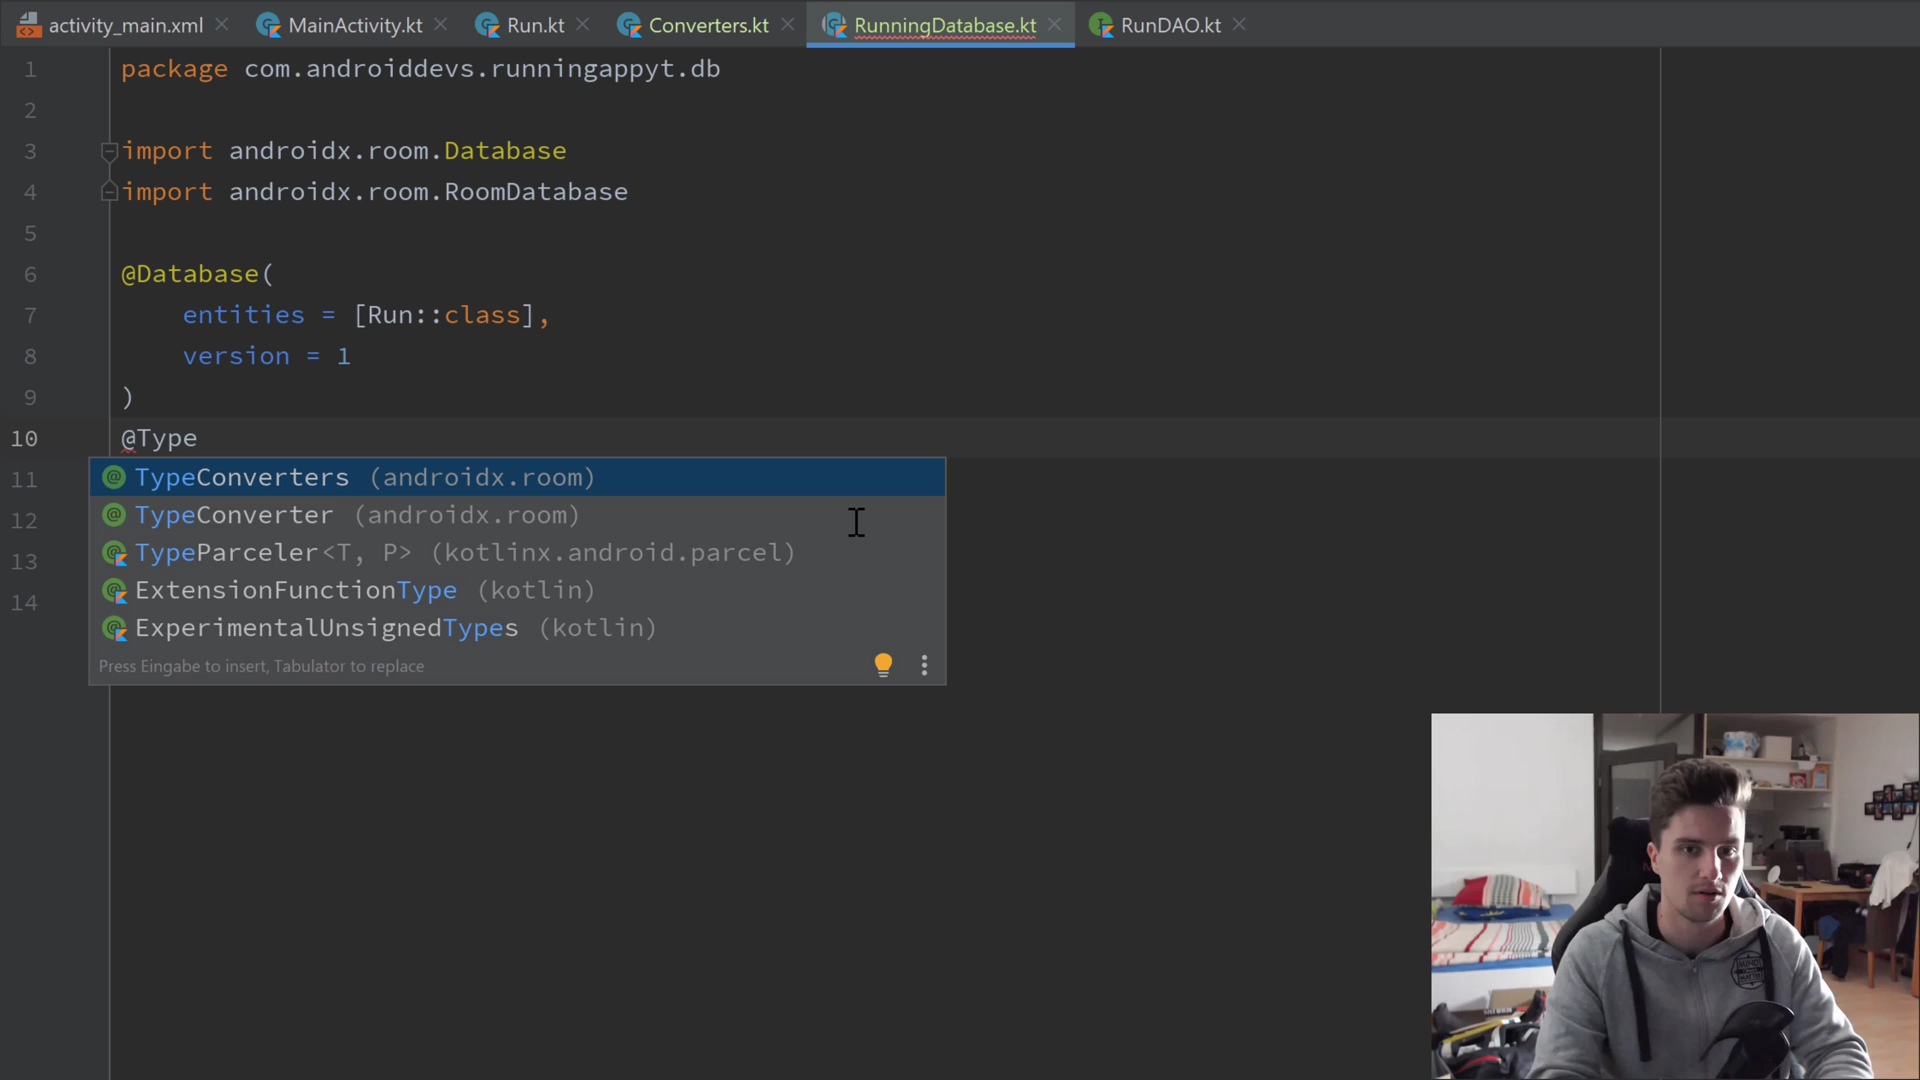 activity_main.xml MainActivity.kt Run.kt Converters.kt RunningDatabase.kt RunDAO.kt
1 package com.androiddevs.runningappyt.db
2
3 import androidx.room.Database
4 import androidx.room.RoomDatabase
5
6 @Database(
7 entities = [Run::class],
8 version = 1
9 )
10 @Type
11 TypeConverters (androidx.room)
12 TypeConverter (androidx.room)
13 TypeParceler<T, P> (kotlinx.android.parcel)
14 ExtensionFunctionType (kotlin)
ExperimentalUnsignedTypes (kotlin)
Press Eingabe to insert, Tabulator to replace